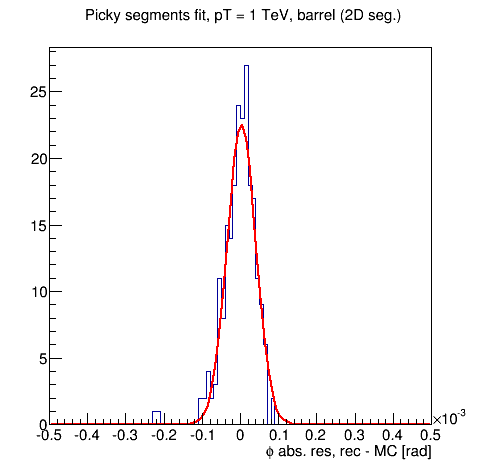 Picky segments fit, pT = 1 TeV, barrel (2D seg.)
25
20
15
10
5
0
-0.5 -0.4 -0.3 -0.2 -0.1 0 0.1 0.2 0.3 0.4 0.5
×10⁻³
ϕ abs. res, rec - MC [rad]